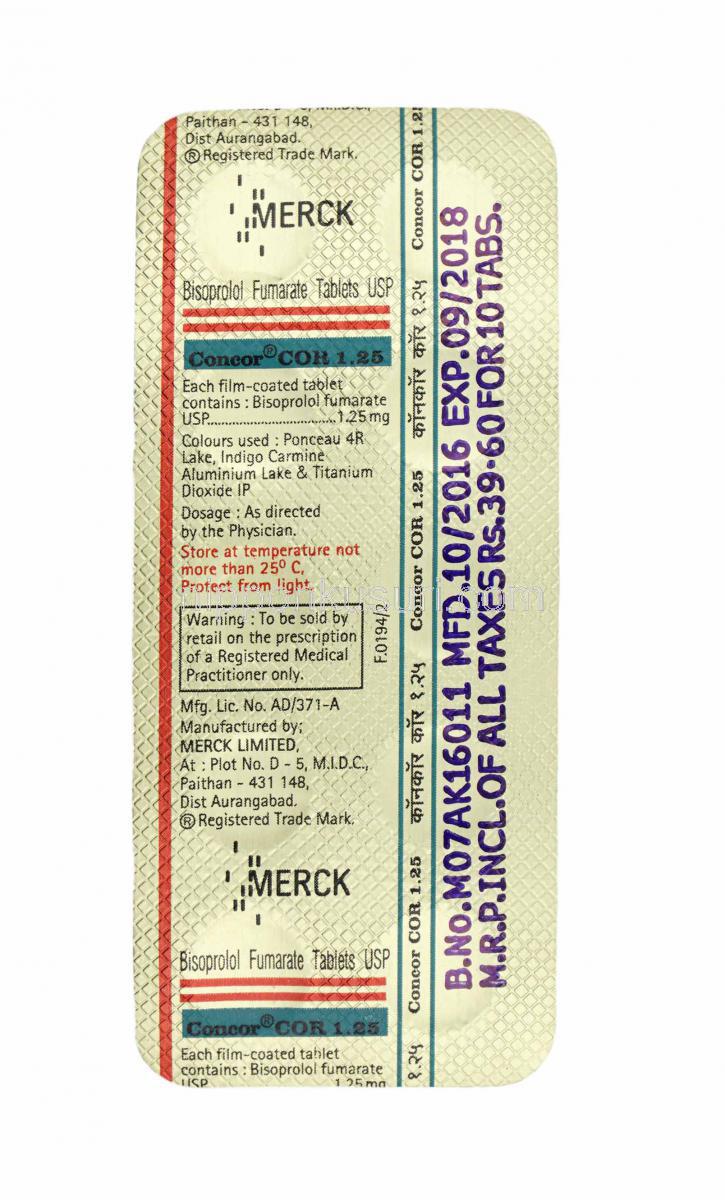 Paithan - 431 148,
Dist Aurangabad.
® Registered Trade Mark.
MERCK
Bisoprolol Fumarate Tablets USP
Concor® COR 1.25
Each film-coated tablet
contains : Bisoprolol fumarate
USP..................................1.25 mg
Colours used : Ponceau 4R
Lake, Indigo Carmine
Aluminium Lake & Titanium
Dioxide IP
Dosage : As directed
by the Physician.
Store at temperature not
more than 25⁰ C,
Protect from light.
Warning : To be sold by
retail on the prescription
of a Registered Medical
Practitioner only.
F.0194/2
Mfg. Lic. No. AD/371-A
Manufactured by;
MERCK LIMITED,
At : Plot No. D - 5, M.I.D.C.,
Paithan - 431 148,
Dist Aurangabad.
® Registered Trade Mark.
MERCK
Bisoprolol Fumarate Tablets USP
Concor® COR 1.25
Each film-coated tablet
contains : Bisoprolol fumarate
USP 1.25 mg
१.२५ Concor COR 1.25 कॉनकॉर कॉर १.२५ Concor COR 1.25 कॉनकॉर कॉर १.२५ Concor COR 1.25
B.No.M07AK16011 MFD.10/2016 EXP.09/2018
M.R.P.INCL.OF ALL TAXES Rs.39·60 FOR 10 TABS.